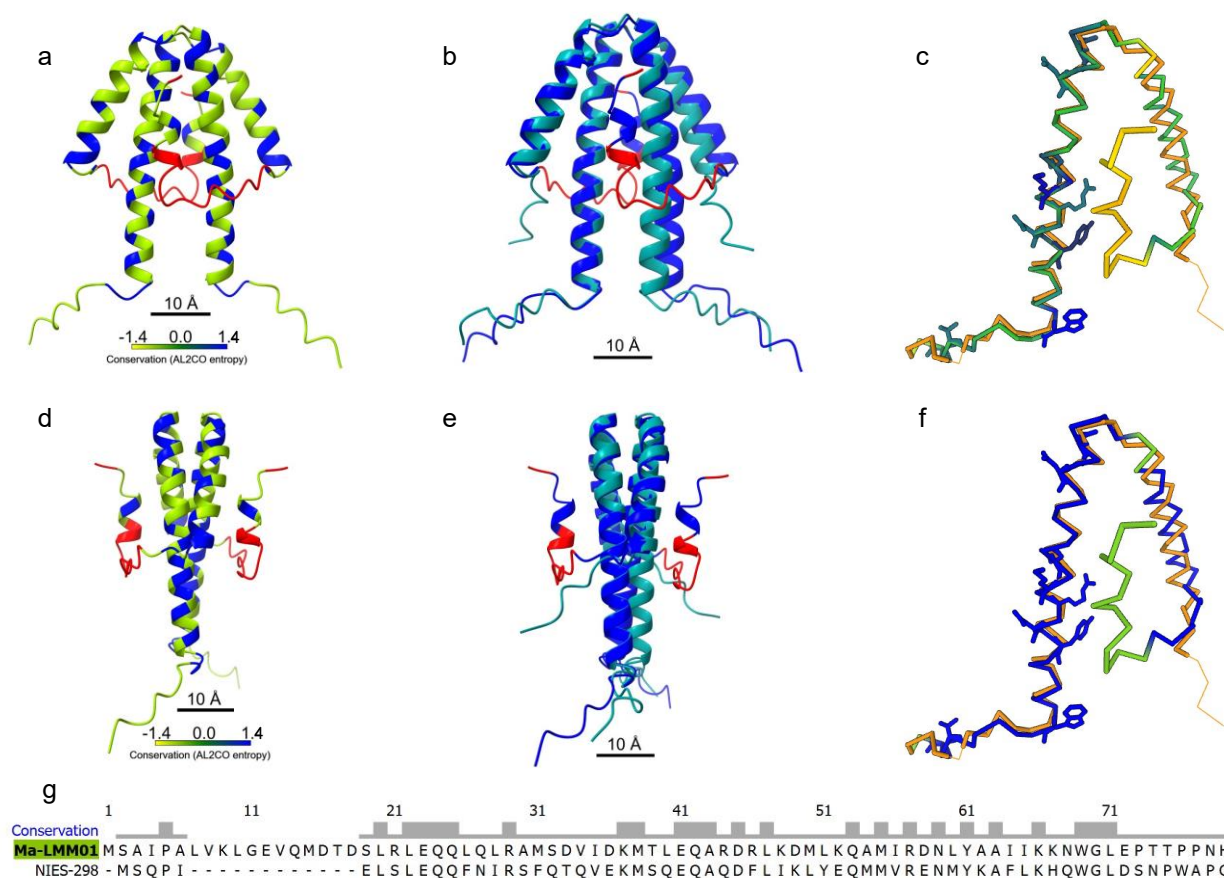 a
b
c
10 Å
-1.4 0.0 1.4
Conservation (AL2CO entropy)
10 Å
d
e
f
10 Å
-1.4 0.0 1.4
Conservation (AL2CO entropy)
10 Å
g
1 11 21 31 41 51 61 71
Conservation
Ma-LMM01 M S A I P A L V K L G E V Q M D T D S L R L E Q Q L Q L R A M S D V I D K M T L E Q A R D R L K D M L K Q A M I R D N L Y A A I I K K N W G L E P T T P P N
NIES-298 - M S Q P I - - - - - - - - - - - - E L S L E Q Q F N I R S F Q T Q V E K M S Q E Q A Q D F L I K L Y E Q M M V R E N M Y K A F L K H Q W G L D S N P W A P